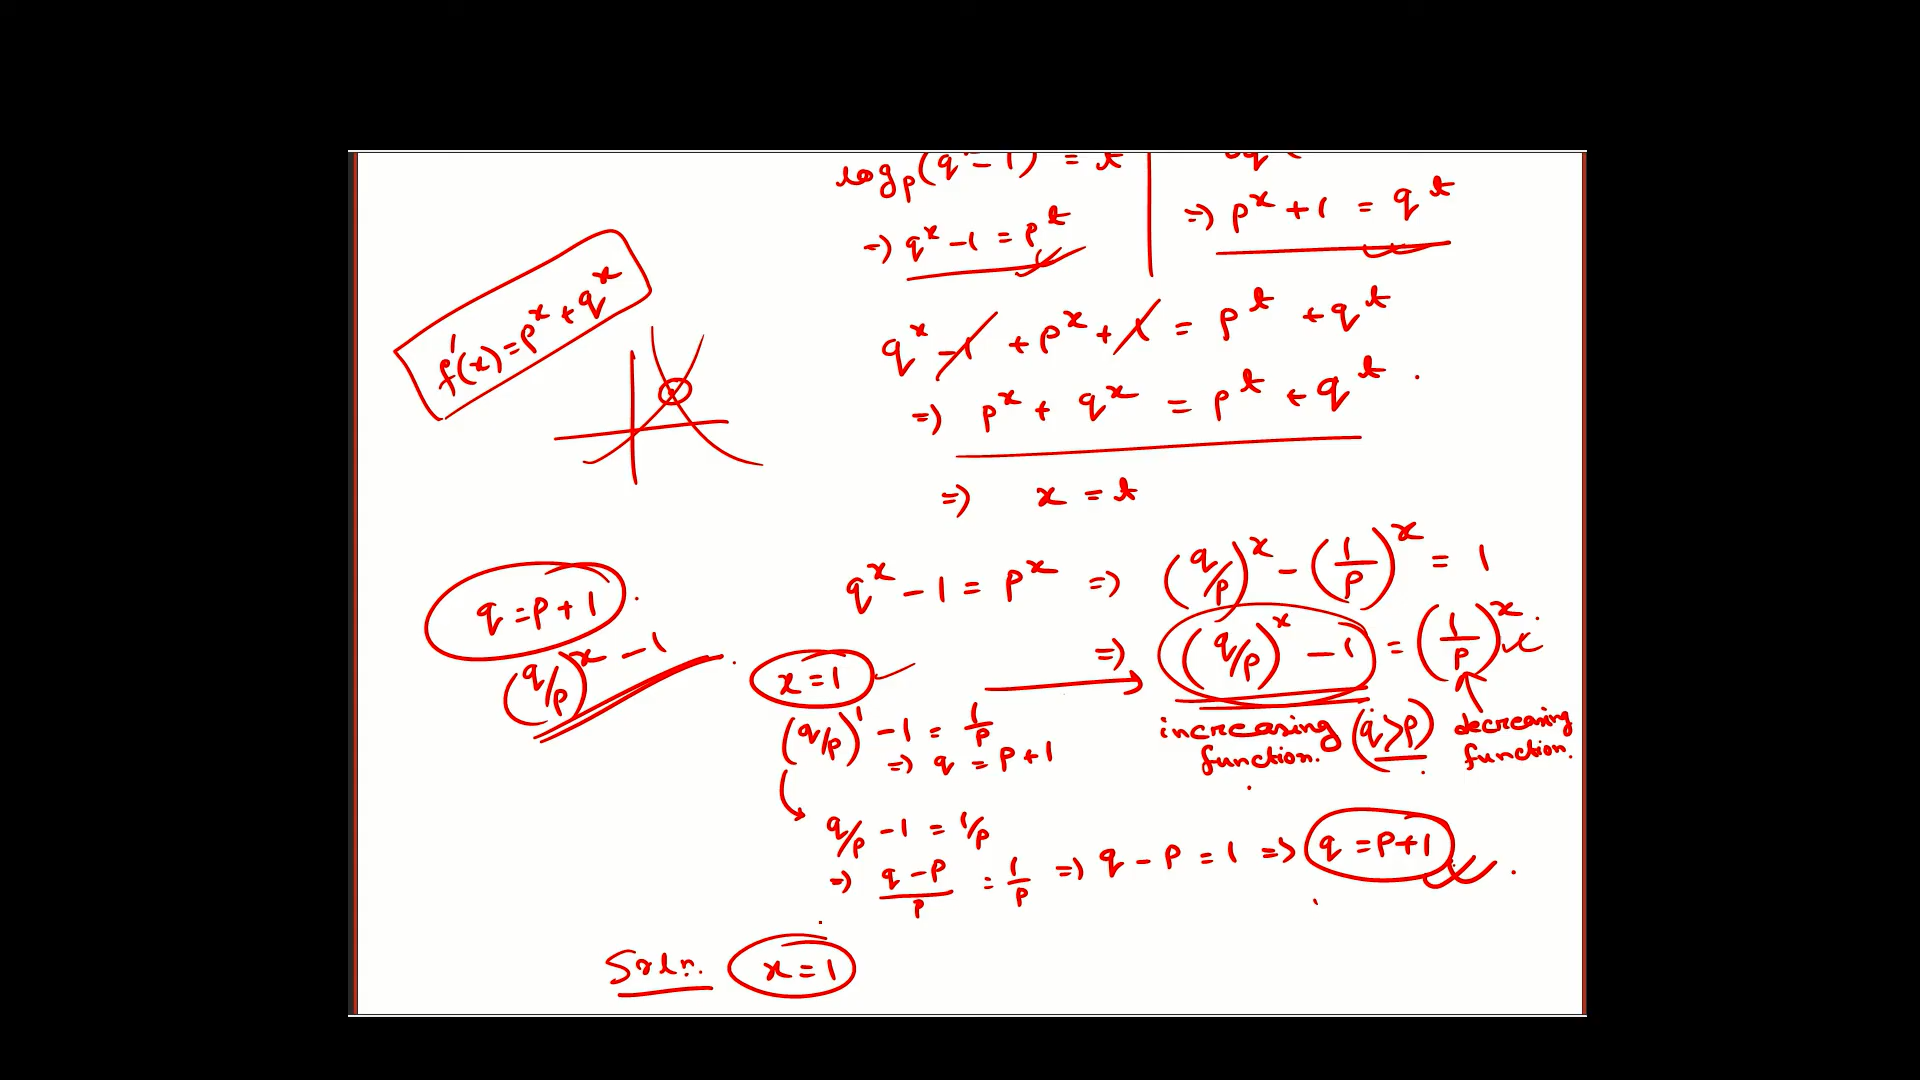 log_p(q^x - 1) = t
=) q^x - 1 = p^t
=) p^x + 1 = q^t
f'(x) = p^x + q^x
q^x - 1 + p^x + 1 = p^t + q^t
=) p^x + q^x = p^t + q^t
=) x = t
q^x - 1 = p^x =) (q/p)^x - (1/p)^x = 1
q = p + 1
=) (q/p)^x - 1 = (1/p)^x
(q/p)^x - 1
x = 1
increasing function. (q>p)
decreasing function.
(q/p)^1 - 1 = 1/p
=) q = p + 1
q/p - 1 = 1/p
=) (q - p)/p = 1/p =) q - p = 1 => q = p+1
Soln. x = 1